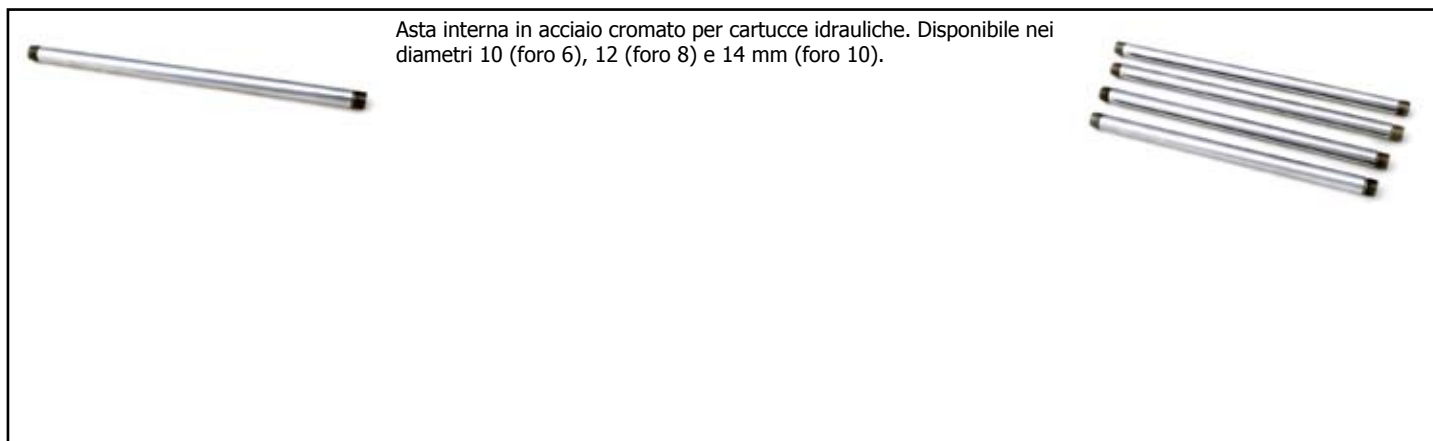 Asta interna in acciaio cromato per cartucce idrauliche. Disponibile nei
diametri 10 (foro 6), 12 (foro 8) e 14 mm (foro 10).